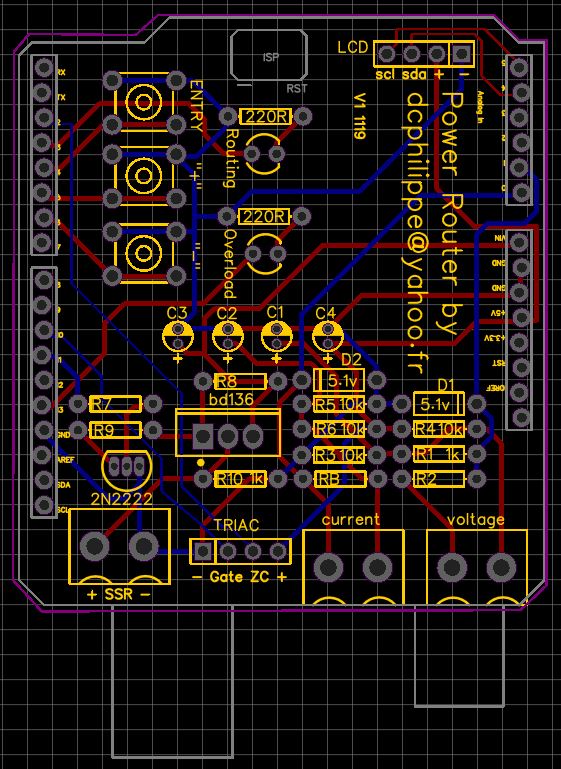 LCD
scl sda + -
ISP
RST
V1 1119
Analog in
Power Router by
dcphilippe@yahoo.fr
ENTRY
"+"
"-"
220R
Routing
220R
Overload
RX
TX
2
3
4
5
6
7
8
9
10
11
12
13
GND
AREF
SDA
SCL
VIN
GND
GND
+5V
+3.3V
RST
IOREF
C3
C2
C1
C4
+
+
+
+
D2
5.1v
D1
5.1v
R8
bd136
R7
R5 10k
R9
R6 10k
R4 10k
R3 10k
R1 1k
R10 1k
RB
R2
2N2222
TRIAC
- Gate ZC +
current
voltage
+ SSR -